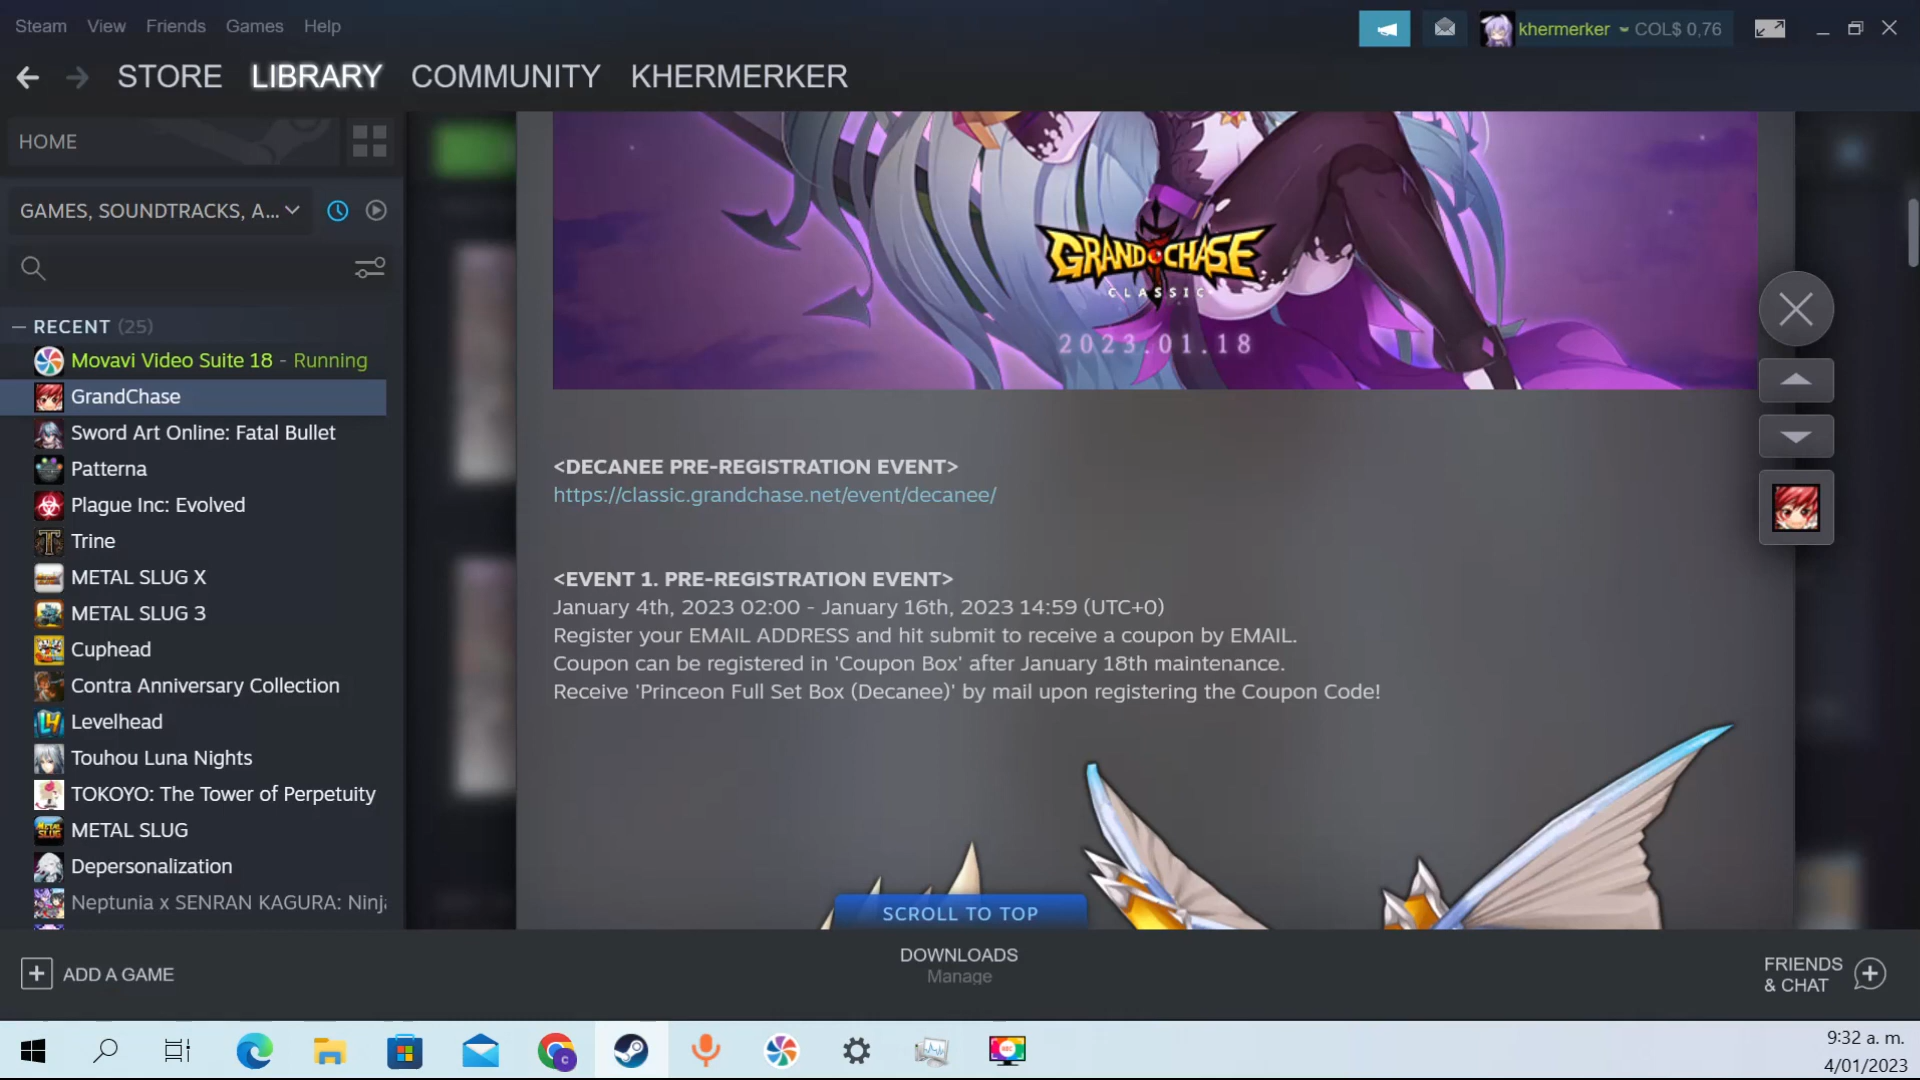 Steam View Friends Games Help
khermerker COL$ 0,76
STORE LIBRARY COMMUNITY KHERMERKER
HOME
GAMES, SOUNDTRACKS, A...
RECENT (25)
Movavi Video Suite 18 - Running
GrandChase
Sword Art Online: Fatal Bullet
Patterna
Plague Inc: Evolved
Trine
METAL SLUG X
METAL SLUG 3
Cuphead
Contra Anniversary Collection
Levelhead
Touhou Luna Nights
TOKOYO: The Tower of Perpetuity
METAL SLUG
Depersonalization
Neptunia x SENRAN KAGURA: Ninj
GRAND CHASE
CLASSIC
2023.01.18
<DECANEE PRE-REGISTRATION EVENT>
https://classic.grandchase.net/event/decanee/
<EVENT 1. PRE-REGISTRATION EVENT>
January 4th, 2023 02:00 - January 16th, 2023 14:59 (UTC+0)
Register your EMAIL ADDRESS and hit submit to receive a coupon by EMAIL.
Coupon can be registered in 'Coupon Box' after January 18th maintenance.
Receive 'Princeon Full Set Box (Decanee)' by mail upon registering the Coupon Code!
SCROLL TO TOP
ADD A GAME
DOWNLOADS
Manage
FRIENDS
& CHAT
9:32 a. m.
4/01/2023